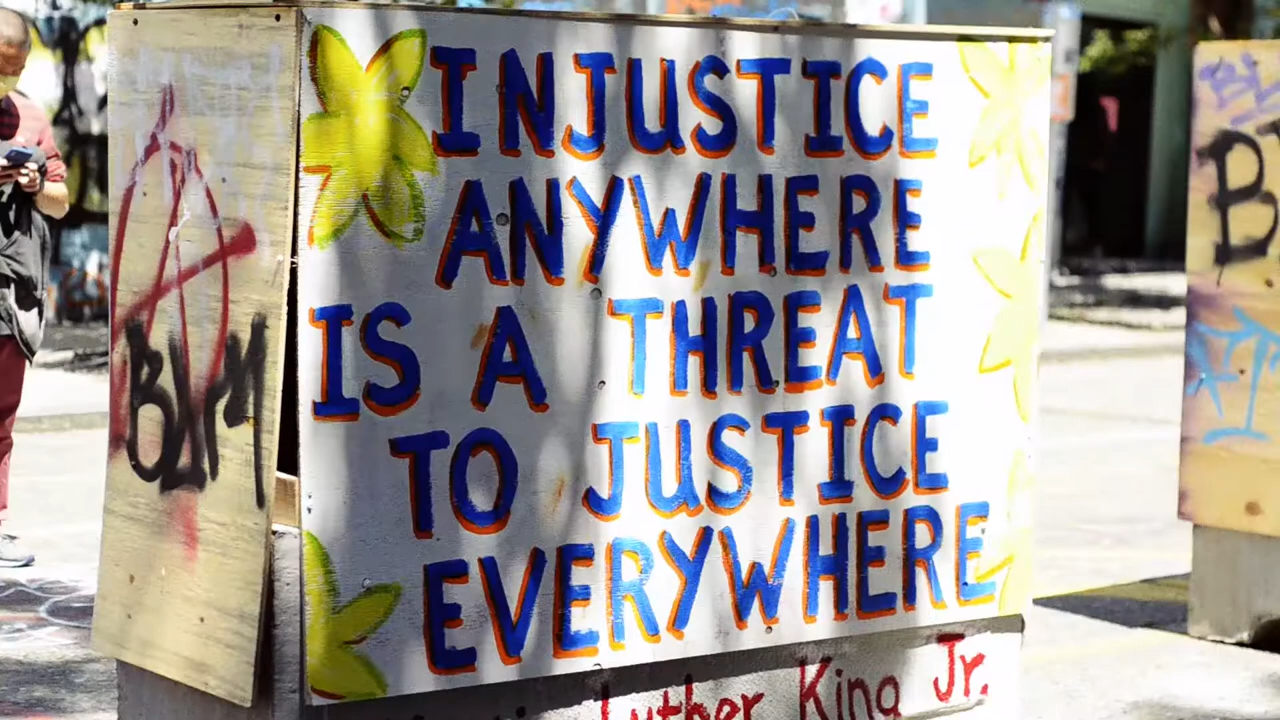 INJUSTICE
ANYWHERE
IS A THREAT
TO JUSTICE
EVERYWHERE
Luther King Jr.
BLM